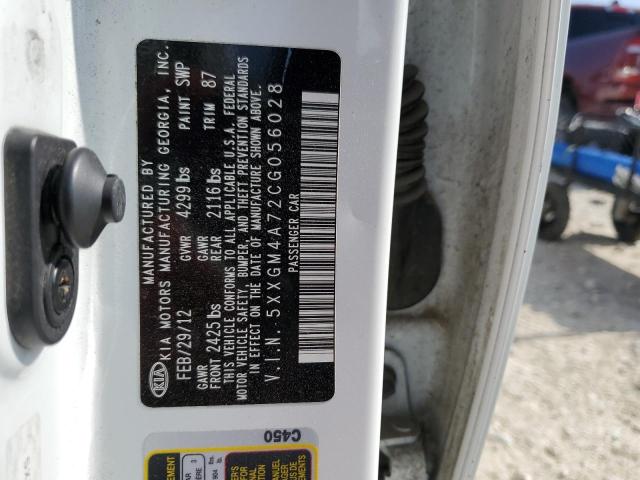 KIA
MANUFACTURED BY
KIA MOTORS MANUFACTURING GEORGIA, INC.
FEB/29/12 GVWR 4299 lbs PAINT SWP
GAWR FRONT 2425 lbs GAWR REAR 2116 lbs TRIM 87
THIS VEHICLE CONFORMS TO ALL APPLICABLE U.S.A. FEDERAL
MOTOR VEHICLE SAFETY, BUMPER, AND THEFT PREVENTION STANDARDS
IN EFFECT ON THE DATE OF MANUFACTURE SHOWN ABOVE.
V.I.N. 5XXGM4A72CG056028
PASSENGER CAR
C450